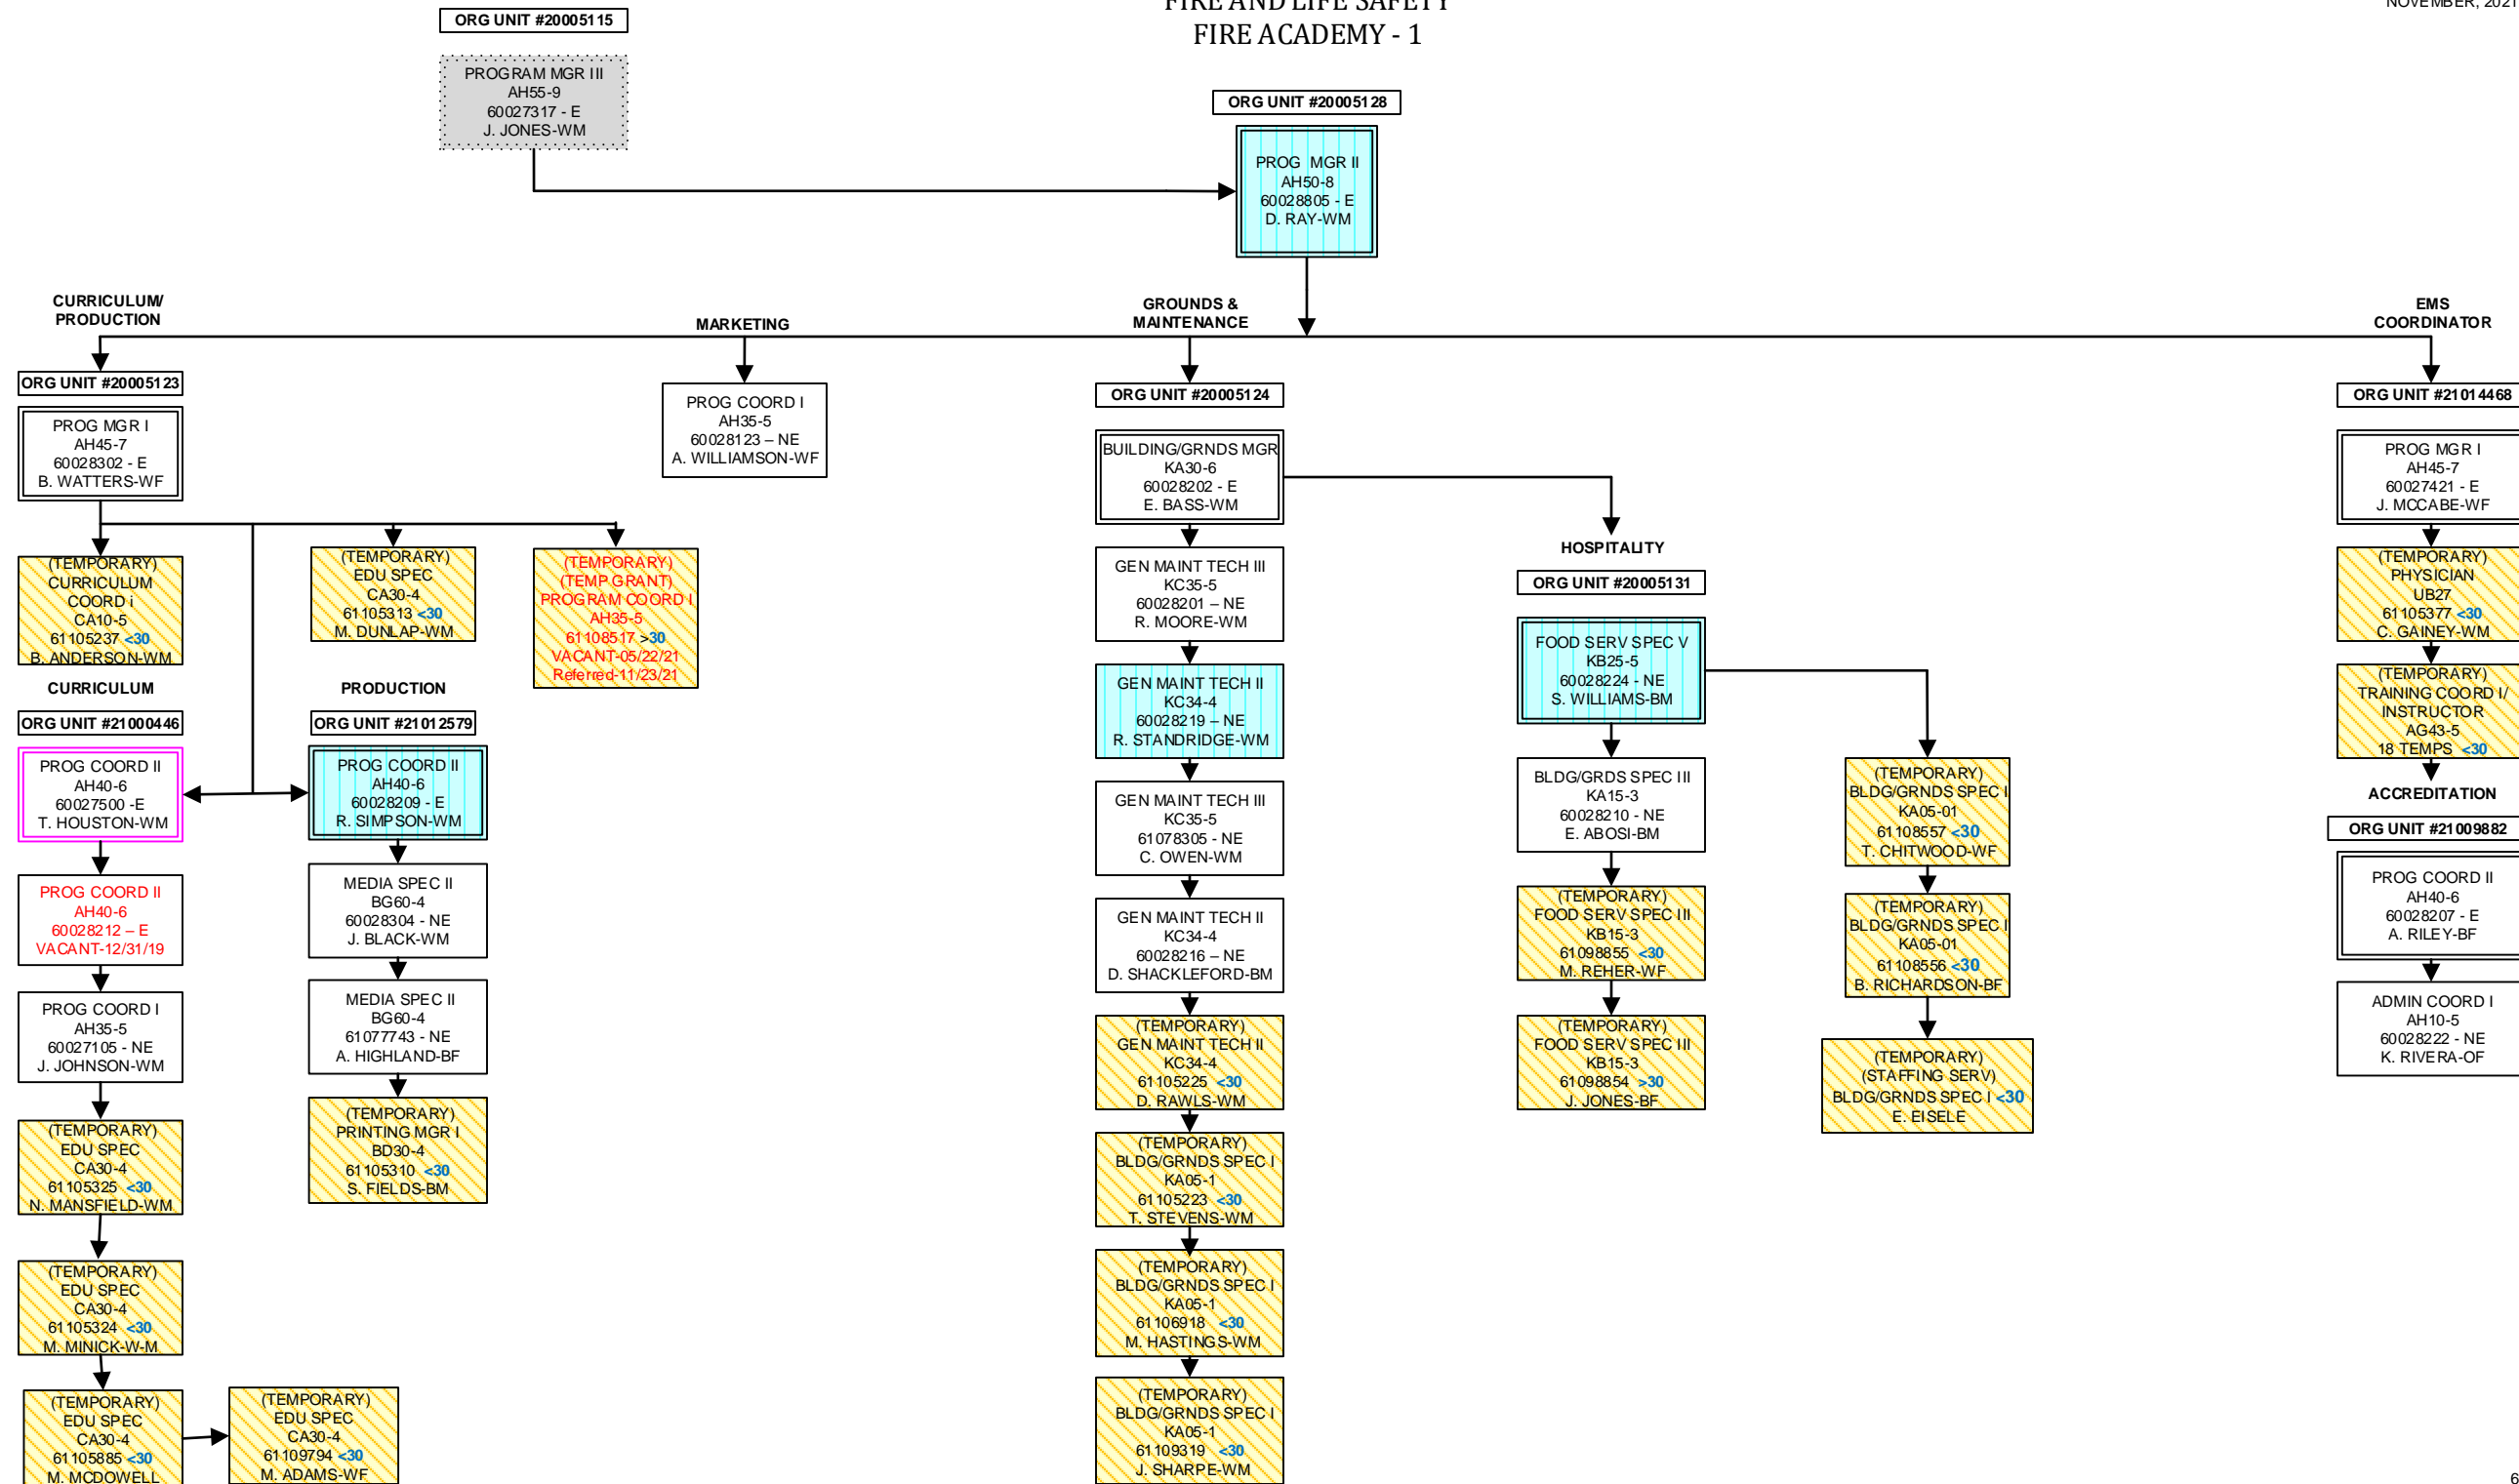 FIRE AND LIFE SAFETY
FIRE ACADEMY - 1
NOVEMBER, 2021
ORG UNIT #20005115
PROGRAM MGR III
AH55-9
60027317 - E
J. JONES-WM
ORG UNIT #20005128
PROG MGR II
AH50-8
60028805 - E
D. RAY-WM
CURRICULUM/
PRODUCTION
MARKETING
GROUNDS &
MAINTENANCE
EMS
COORDINATOR
ORG UNIT #20005123
PROG MGR I
AH45-7
60028302 - E
B. WATTERS-WF
(TEMPORARY)
CURRICULUM
COORD i
CA10-5
61105237 <30
B. ANDERSON-WM
(TEMPORARY)
EDU SPEC
CA30-4
61105313 <30
M. DUNLAP-WM
(TEMPORARY)
(TEMP GRANT)
PROGRAM COORD I
AH35-5
61108517 >30
VACANT-05/22/21
Referred-11/23/21
CURRICULUM
ORG UNIT #21000446
PROG COORD II
AH40-6
60027500 -E
T. HOUSTON-WM
PROG COORD II
AH40-6
60028212 – E
VACANT-12/31/19
PROG COORD I
AH35-5
60027105 - NE
J. JOHNSON-WM
(TEMPORARY)
EDU SPEC
CA30-4
61105325 <30
N. MANSFIELD-WM
(TEMPORARY)
EDU SPEC
CA30-4
61105324 <30
M. MINICK-W-M
(TEMPORARY)
EDU SPEC
CA30-4
61105885 <30
M. MCDOWELL
(TEMPORARY)
EDU SPEC
CA30-4
61109794 <30
M. ADAMS-WF
PRODUCTION
ORG UNIT #21012579
PROG COORD II
AH40-6
60028209 - E
R. SIMPSON-WM
MEDIA SPEC II
BG60-4
60028304 - NE
J. BLACK-WM
MEDIA SPEC II
BG60-4
61077743 - NE
A. HIGHLAND-BF
(TEMPORARY)
PRINTING MGR I
BD30-4
61105310 <30
S. FIELDS-BM
PROG COORD I
AH35-5
60028123 – NE
A. WILLIAMSON-WF
ORG UNIT #20005124
BUILDING/GRNDS MGR
KA30-6
60028202 - E
E. BASS-WM
GEN MAINT TECH III
KC35-5
60028201 – NE
R. MOORE-WM
GEN MAINT TECH II
KC34-4
60028219 – NE
R. STANDRIDGE-WM
GEN MAINT TECH III
KC35-5
61078305 - NE
C. OWEN-WM
GEN MAINT TECH II
KC34-4
60028216 – NE
D. SHACKLEFORD-BM
(TEMPORARY)
GEN MAINT TECH II
KC34-4
61105225 <30
D. RAWLS-WM
(TEMPORARY)
BLDG/GRNDS SPEC I
KA05-1
61105223 <30
T. STEVENS-WM
(TEMPORARY)
BLDG/GRNDS SPEC I
KA05-1
61106918 <30
M. HASTINGS-WM
(TEMPORARY)
BLDG/GRNDS SPEC I
KA05-1
61109319 <30
J. SHARPE-WM
HOSPITALITY
ORG UNIT #20005131
FOOD SERV SPEC V
KB25-5
60028224 - NE
S. WILLIAMS-BM
BLDG/GRDS SPEC III
KA15-3
60028210 - NE
E. ABOSI-BM
(TEMPORARY)
FOOD SERV SPEC III
KB15-3
61098855 <30
M. REHER-WF
(TEMPORARY)
FOOD SERV SPEC III
KB15-3
61098854 >30
J. JONES-BF
(TEMPORARY)
BLDG/GRNDS SPEC I
KA05-01
61108557 <30
T. CHITWOOD-WF
(TEMPORARY)
BLDG/GRNDS SPEC I
KA05-01
61108556 <30
B. RICHARDSON-BF
(TEMPORARY)
(STAFFING SERV)
BLDG/GRNDS SPEC I <30
E. EISELE
ORG UNIT #21014468
PROG MGR I
AH45-7
60027421 - E
J. MCCABE-WF
(TEMPORARY)
PHYSICIAN
UB27
61105377 <30
C. GAINEY-WM
(TEMPORARY)
TRAINING COORD I/
INSTRUCTOR
AG43-5
18 TEMPS <30
ACCREDITATION
ORG UNIT #21009882
PROG COORD II
AH40-6
60028207 - E
A. RILEY-BF
ADMIN COORD I
AH10-5
60028222 - NE
K. RIVERA-OF
6